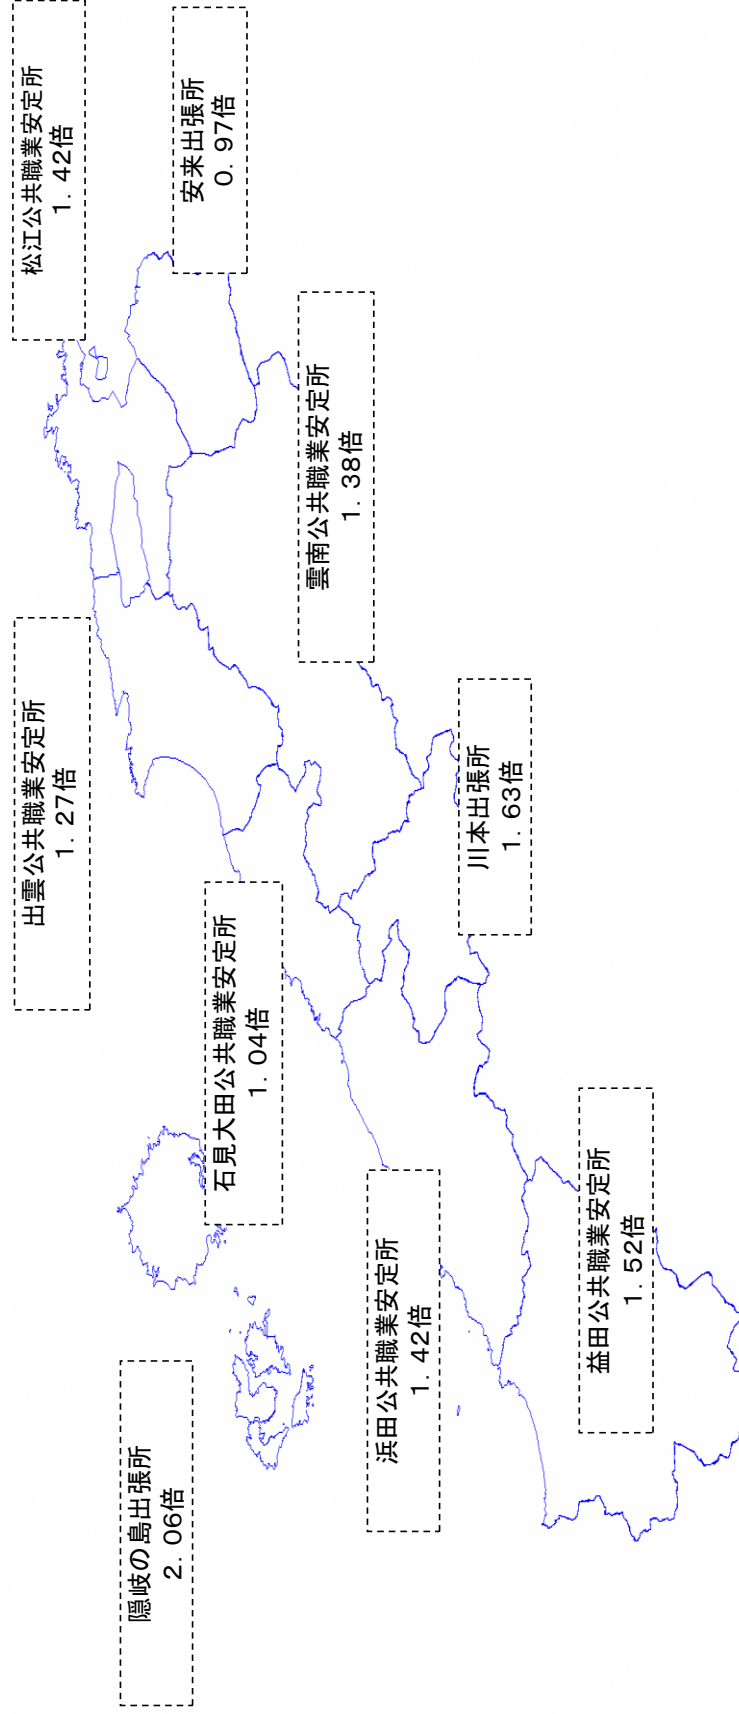 隠岐の島出張所
2. 06倍
出雲公共職業安定所
1. 27倍
松江公共職業安定所
1. 42倍
安来出張所
0. 97倍
石見大田公共職業安定所
1. 04倍
雲南公共職業安定所
1. 38倍
浜田公共職業安定所
1. 42倍
川本出張所
1. 63倍
益田公共職業安定所
1. 52倍